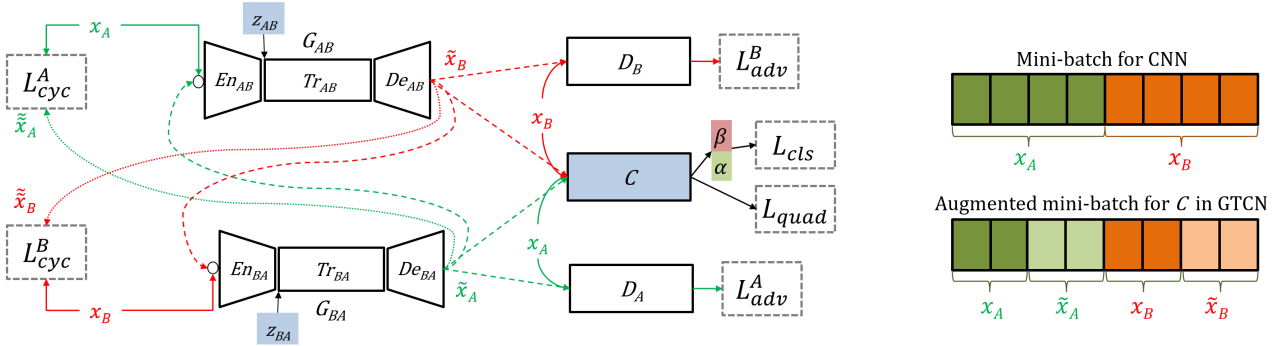 z_AB
x_A
G_AB
L^A_cyc
En_AB
Tr_AB
De_AB
x̃_B
D_B
L^B_adv
x̃̃_A
x_B
β
α
L_cls
C
L_quad
x̃̃_B
L^B_cyc
En_BA
Tr_BA
De_BA
x_A
x̃_A
D_A
L^A_adv
x_B
G_BA
z_BA
Mini-batch for CNN
x_A
x_B
Augmented mini-batch for C in GTCN
x_A
x̃_A
x_B
x̃_B